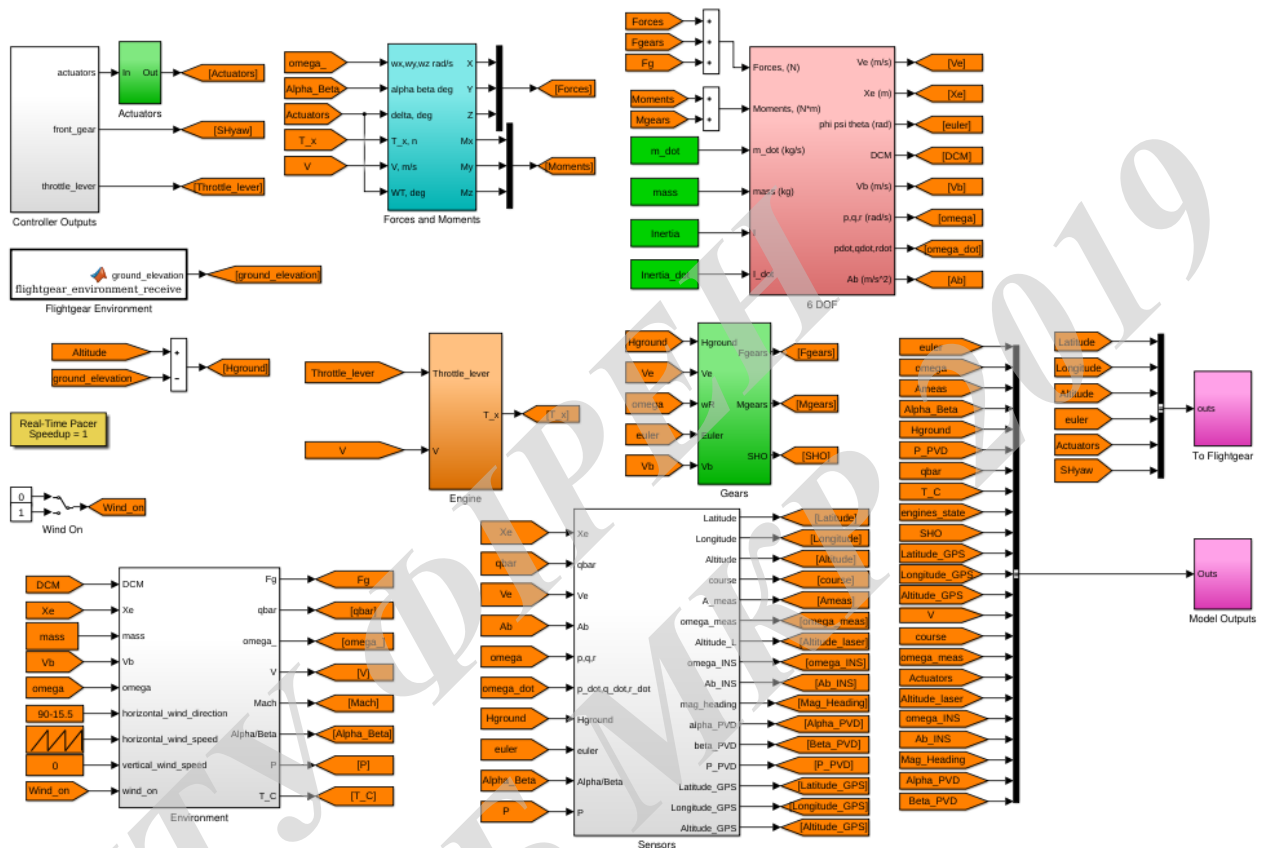 actuators
front_gear
throttle_lever
Controller Outputs
In
Out
Actuators
[Actuators]
[SHyaw]
[Throttle_lever]
omega_
Alpha_Beta
Actuators
T_x
V
wx,wy,wz rad/s
alpha beta deg
delta, deg
T_x, n
V, m/s
WT, deg
X
Y
Z
Mx
My
Mz
Forces and Moments
[Forces]
[Moments]
Forces
Fgears
Fg
Moments
Mgears
m_dot
mass
Inertia
Inertia_dot
Forces, (N)
Moments, (N*m)
m_dot (kg/s)
mass (kg)
I
I_dot
Ve (m/s)
Xe (m)
phi psi theta (rad)
DCM
Vb (m/s)
p,q,r (rad/s)
pdot,qdot,rdot
Ab (m/s^2)
6 DOF
[Ve]
[Xe]
[euler]
[DCM]
[Vb]
[omega]
[omega_dot]
[Ab]
ground_elevation
flightgear_environment_receive
Flightgear Environment
[ground_elevation]
Altitude
ground_elevation
+
−
[Hground]
Real-Time Pacer
Speedup = 1
0
1
Wind On
Wind_on
Throttle_lever
V
Throttle_lever
V
T_x
Engine
[T_x]
Hground
Ve
omega
euler
Vb
Hground
Ve
wR
Euler
Vb
Fgears
Mgears
SHO
Gears
[Fgears]
[Mgears]
[SHO]
DCM
Xe
mass
Vb
omega
90-15.5
0
Wind_on
DCM
Xe
mass
Vb
omega
horizontal_wind_direction
horizontal_wind_speed
vertical_wind_speed
wind_on
Fg
qbar
omega_
V
Mach
Alpha/Beta
P
T_C
Environment
Fg
[qbar]
[omega_]
[V]
[Mach]
[Alpha_Beta]
[P]
[T_C]
Xe
qbar
Ve
Ab
omega
omega_dot
Hground
euler
Alpha_Beta
P
Xe
qbar
Ve
Ab
p,q,r
p_dot,q_dot,r_dot
Hground
euler
Alpha/Beta
P
Latitude
Longitude
Altitude
course
A_meas
omega_meas
Altitude_L
omega_INS
Ab_INS
mag_heading
alpha_PVD
beta_PVD
P_PVD
Latitude_GPS
Longitude_GPS
Altitude_GPS
Sensors
[Latitude]
[Longitude]
[Altitude]
[course]
[Ameas]
[omega_meas]
[Altitude_laser]
[omega_INS]
[Ab_INS]
[Mag_Heading]
[Alpha_PVD]
[Beta_PVD]
[P_PVD]
[Latitude_GPS]
[Longitude_GPS]
[Altitude_GPS]
euler
omega
Ameas
Alpha_Beta
Hground
P_PVD
qbar
T_C
engines_state
SHO
Latitude_GPS
Longitude_GPS
Altitude_GPS
V
course
omega_meas
Actuators
Altitude_laser
omega_INS
Ab_INS
Mag_Heading
Alpha_PVD
Beta_PVD
Latitude
Longitude
Altitude
euler
Actuators
SHyaw
outs
To Flightgear
Outs
Model Outputs
ТУ ФІРЕН
МКР 2019